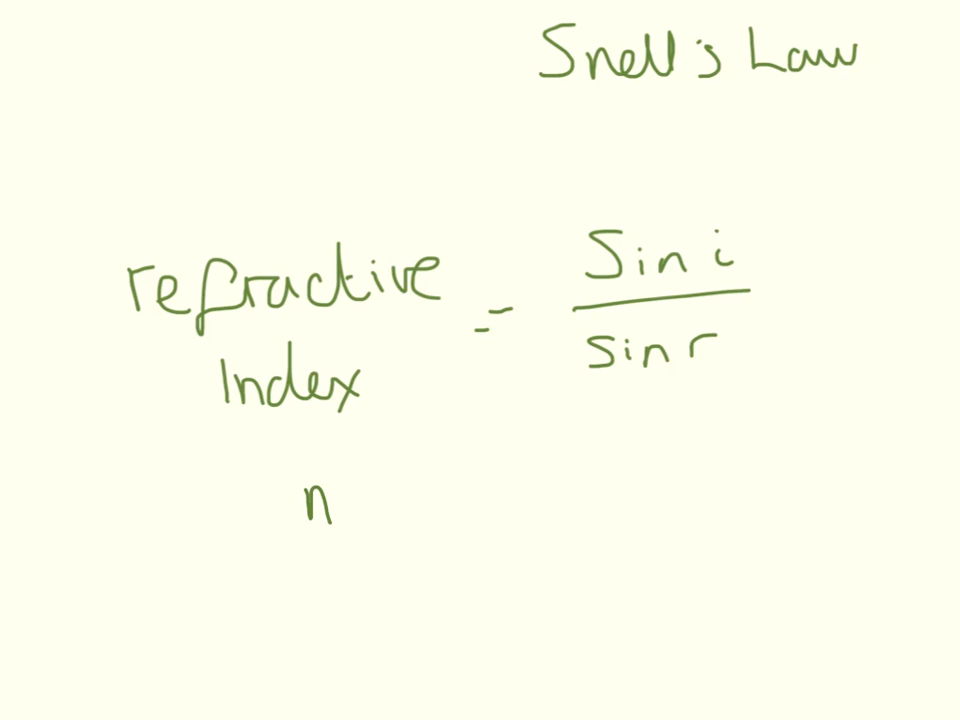 Snell's Law
refractive = Sin i
sin r
Index
n